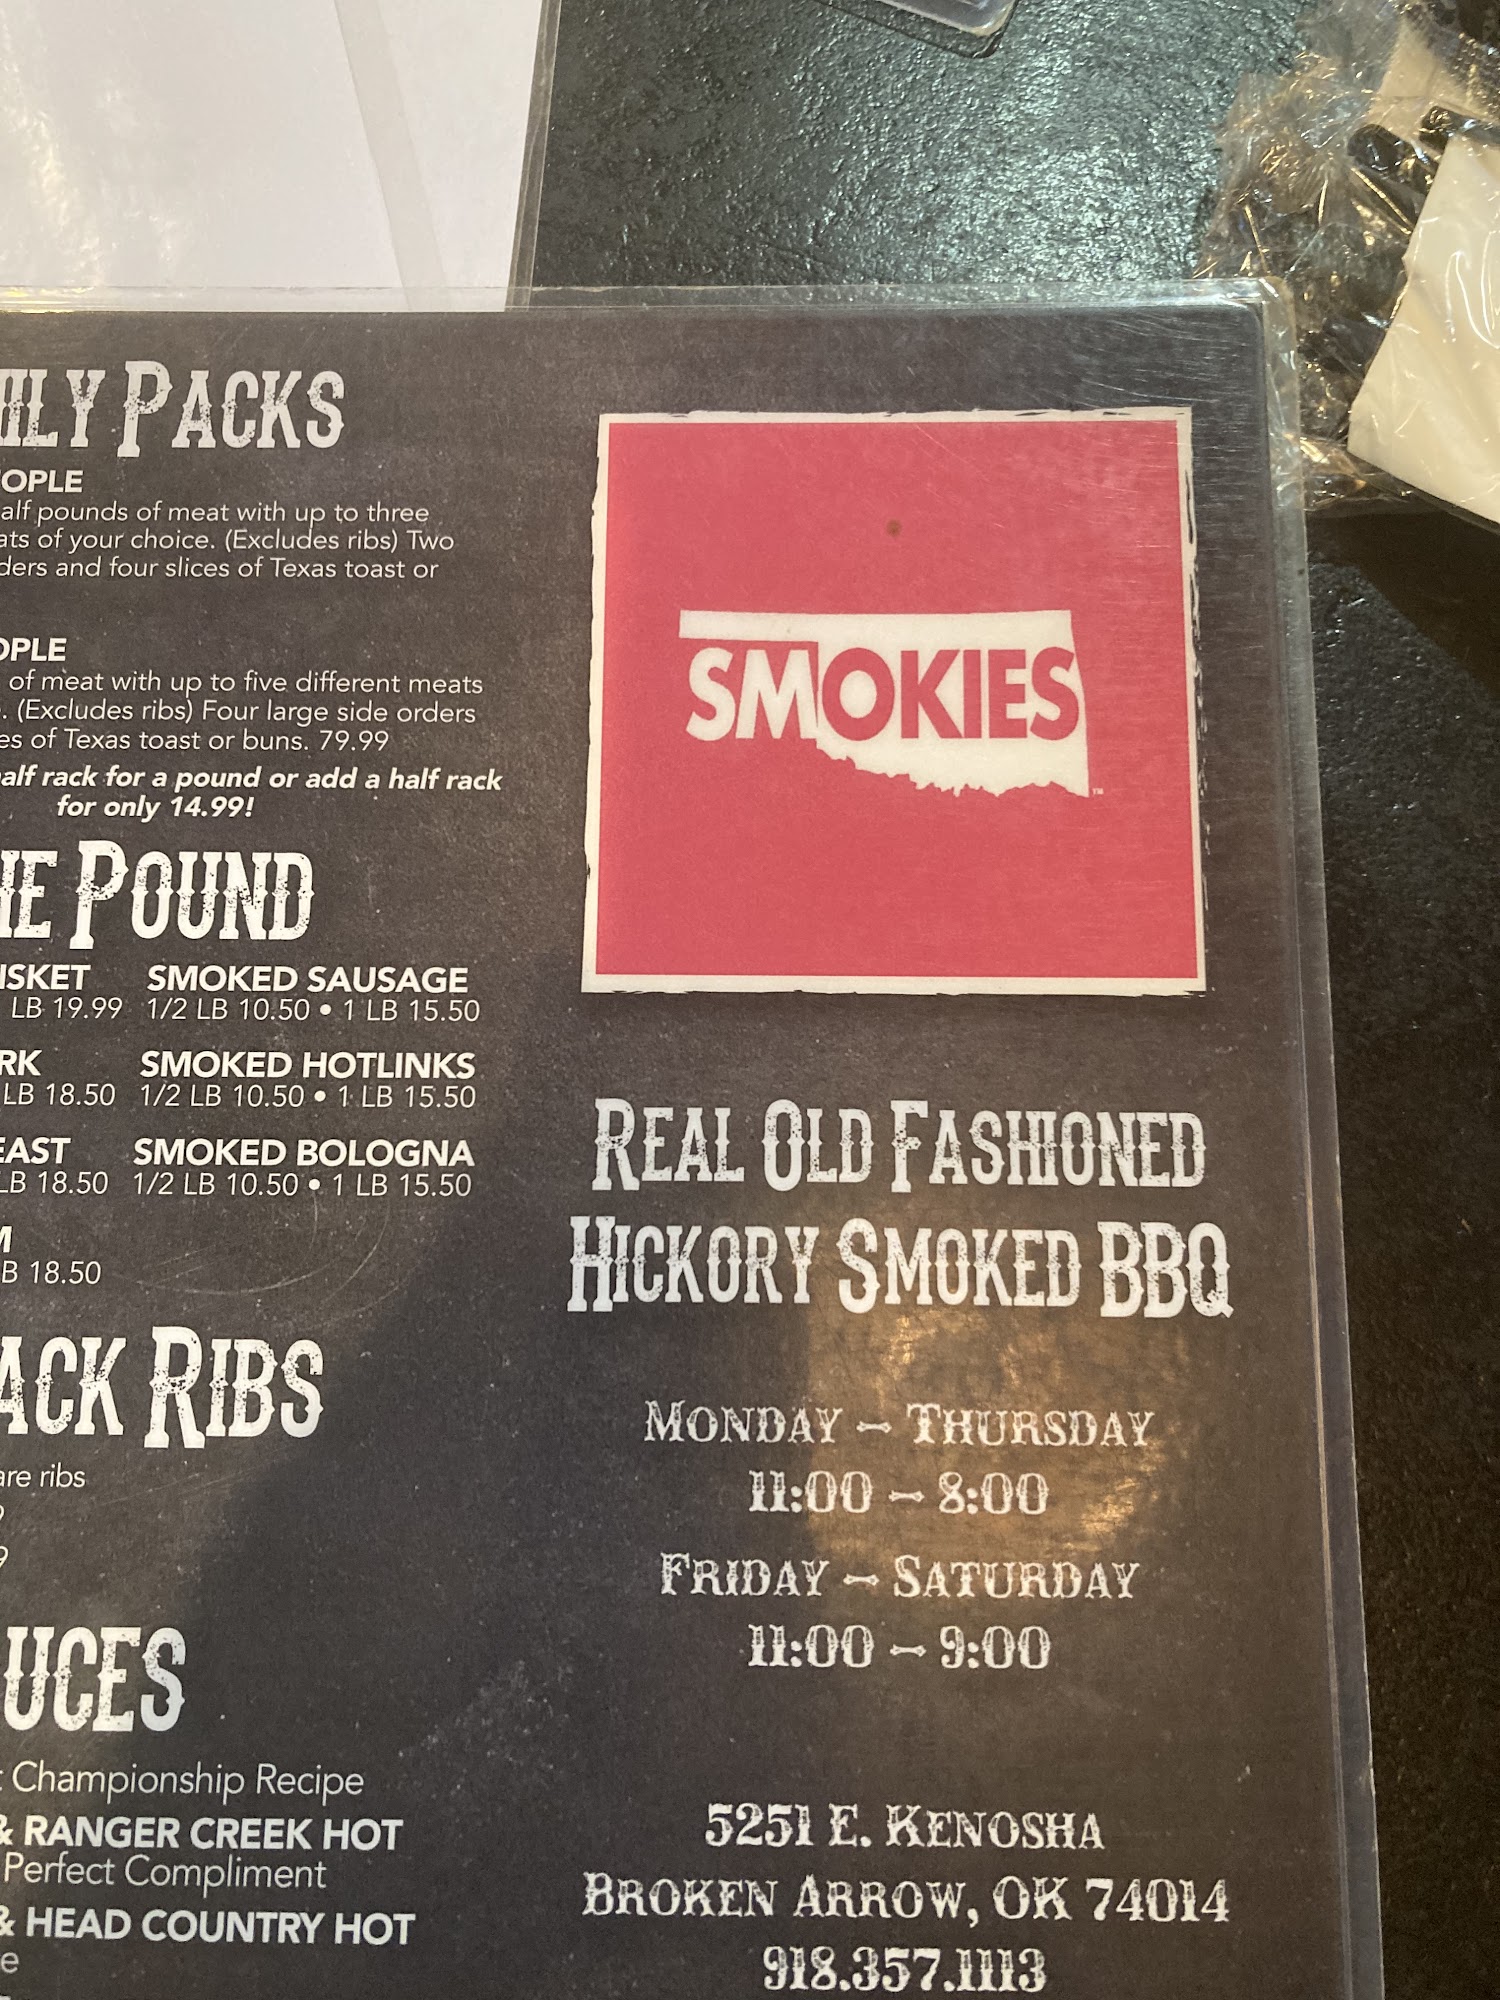 ILY PACKS
OPLE
alf pounds of meat with up to three
ats of your choice. (Excludes ribs) Two
ders and four slices of Texas toast or
OPLE
of meat with up to five different meats
. (Excludes ribs) Four large side orders
es of Texas toast or buns. 79.99
alf rack for a pound or add a half rack
for only 14.99!
HE POUND
ISKET
LB 19.99
SMOKED SAUSAGE
1/2 LB 10.50 • 1 LB 15.50
RK
LB 18.50
SMOKED HOTLINKS
1/2 LB 10.50 • 1 LB 15.50
EAST
LB 18.50
SMOKED BOLOGNA
1/2 LB 10.50 • 1 LB 15.50
M
B 18.50
ACK RIBS
are ribs
9
9
UCES
t Championship Recipe
& RANGER CREEK HOT
Perfect Compliment
& HEAD COUNTRY HOT
e
SMOKIES
TM
REAL OLD FASHIONED
HICKORY SMOKED BBQ
MONDAY – THURSDAY
11:00 – 8:00
FRIDAY – SATURDAY
11:00 – 9:00
5251 E. KENOSHA
BROKEN ARROW, OK 74014
918.357.1113